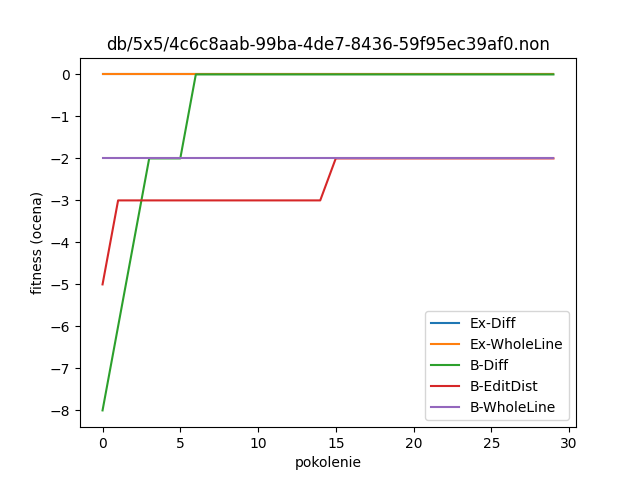 db/5x5/4c6c8aab-99ba-4de7-8436-59f95ec39af0.non
0
−1
−2
−3
−4
−5
−6
−7
−8
fitness (ocena)
Ex-Diff
Ex-WholeLine
B-Diff
B-EditDist
B-WholeLine
0 5 10 15 20 25 30
pokolenie